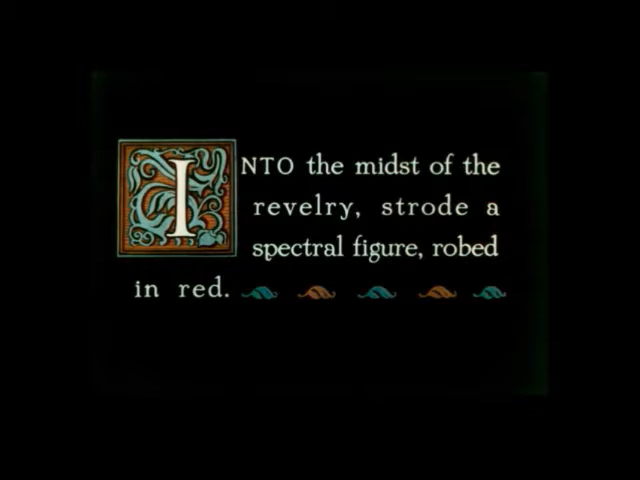 INTO the midst of the
revelry, strode a
spectral figure, robed
in red.